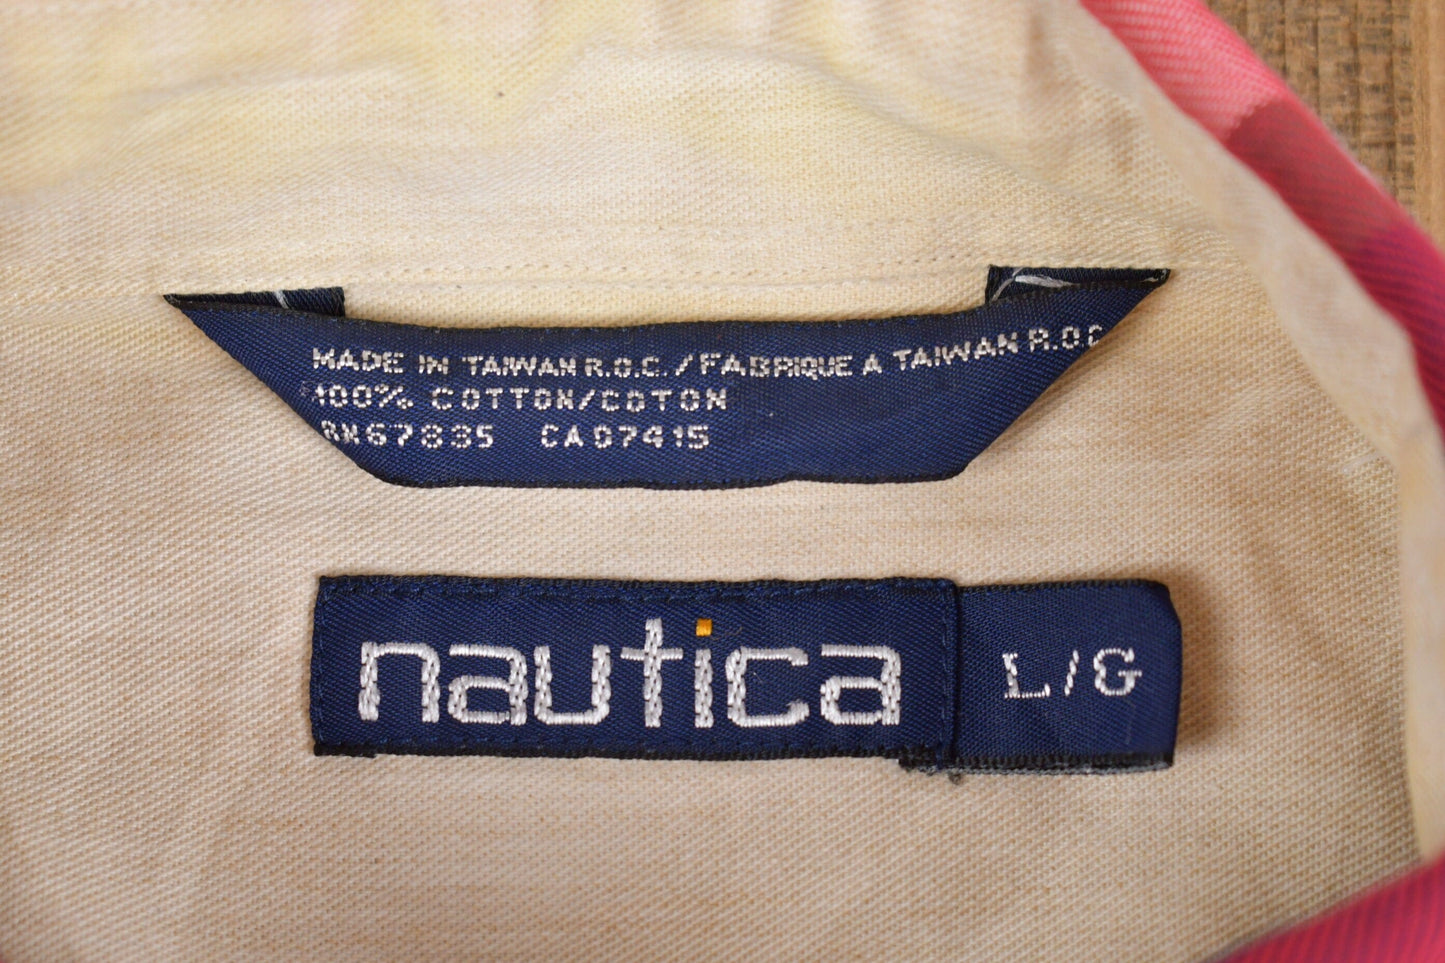 MADE IN TAIWAN R.O.C./FABRIQUE A TAIWAN R.O.C
100% COTTON/COTON
RN67835 CA07415
nautica
L/G